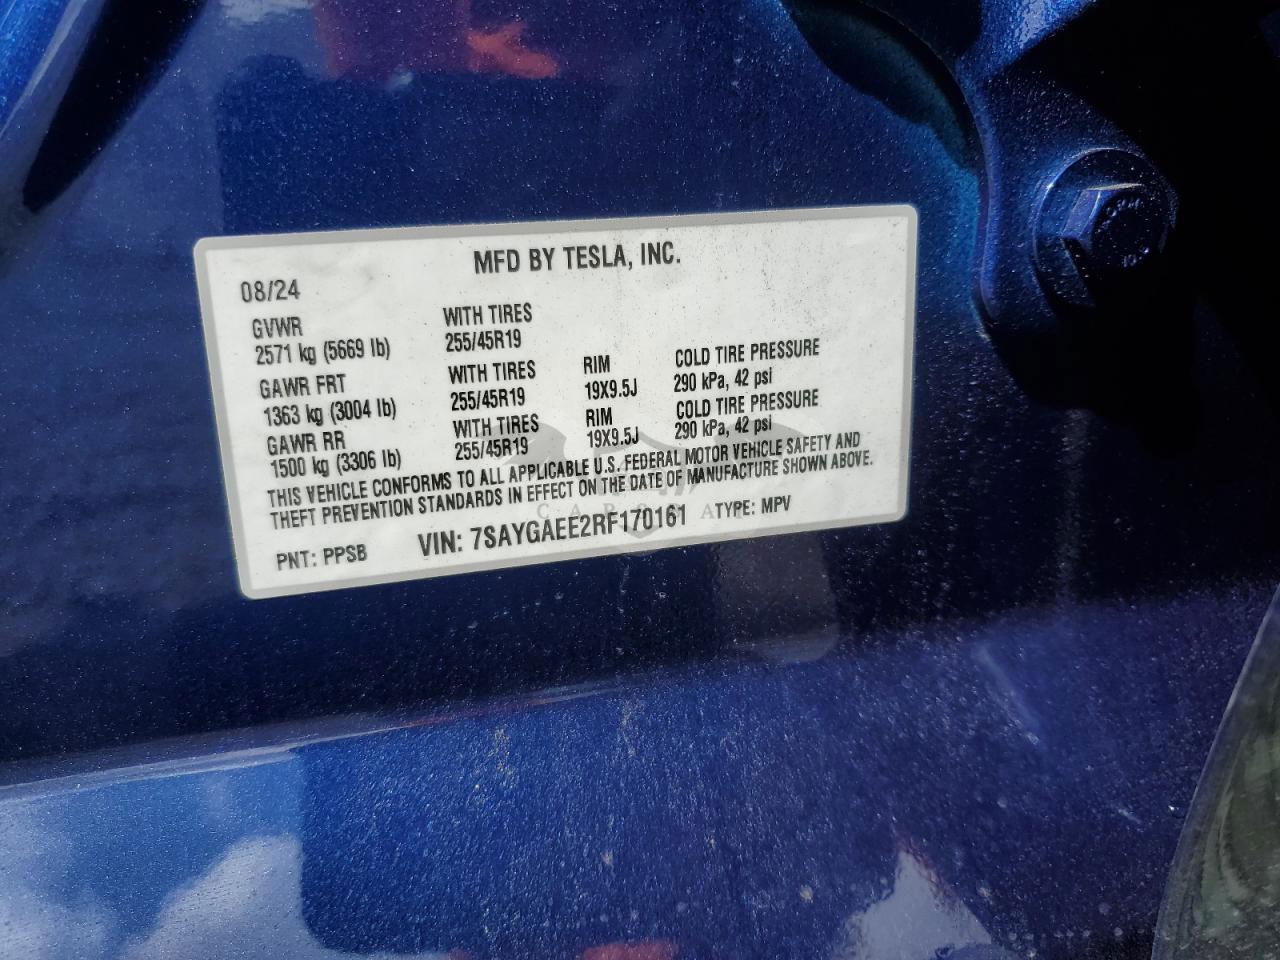 MFD BY TESLA, INC.
08/24
GVWR WITH TIRES
2571 kg (5669 lb) 255/45R19
GAWR FRT WITH TIRES RIM COLD TIRE PRESSURE
1363 kg (3004 lb) 255/45R19 19X9.5J 290 kPa, 42 psi
GAWR RR WITH TIRES RIM COLD TIRE PRESSURE
1500 kg (3306 lb) 255/45R19 19X9.5J 290 kPa, 42 psi
THIS VEHICLE CONFORMS TO ALL APPLICABLE U.S. FEDERAL MOTOR VEHICLE SAFETY AND
THEFT PREVENTION STANDARDS IN EFFECT ON THE DATE OF MANUFACTURE SHOWN ABOVE.
PNT: PPSB VIN: 7SAYGAEE2RF170161 TYPE: MPV